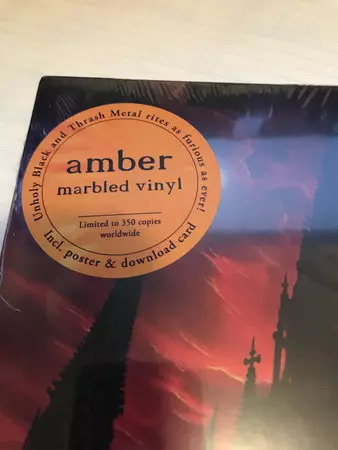 Unholy Black and Thrash Metal rites as furious as ever!
amber
marbled vinyl
Limited to 350 copies
worldwide
Incl. poster & download card